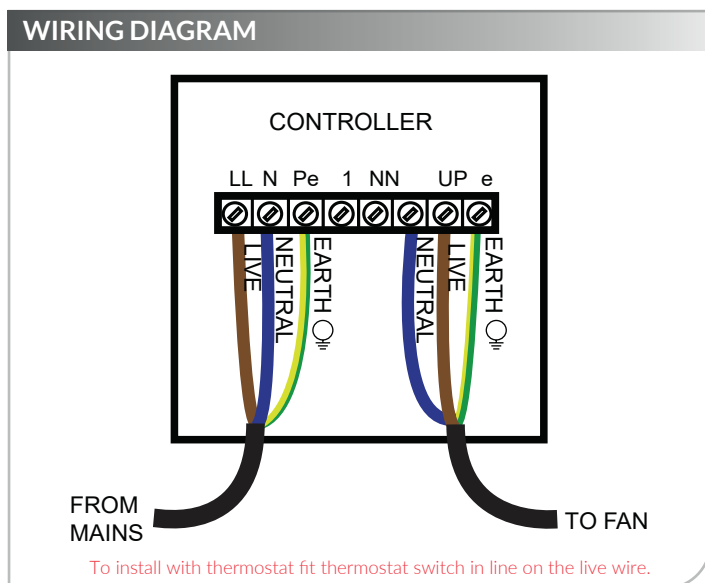 WIRING DIAGRAM
CONTROLLER
LL N Pe 1 NN UP e
LIVE
NEUTRAL
EARTH
NEUTRAL
LIVE
EARTH
FROM
MAINS
TO FAN
To install with thermostat fit thermostat switch in line on the live wire.